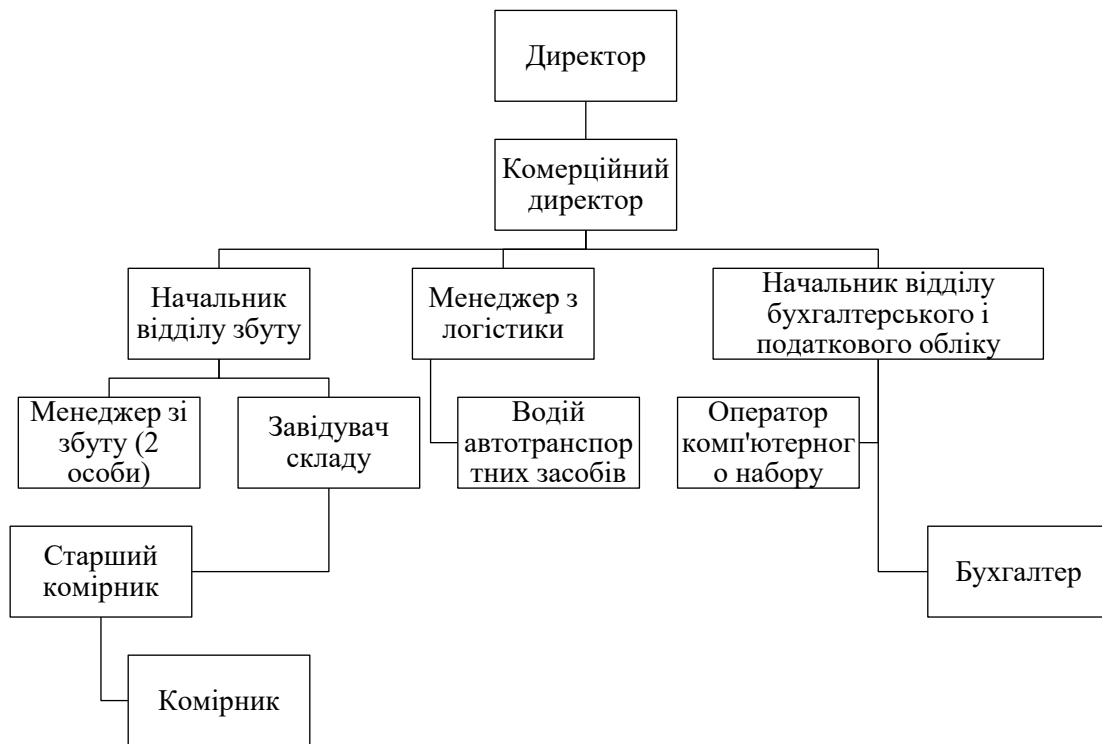 Директор
Комерційний
директор
Начальник
відділу збуту
Менеджер з
логістики
Начальник відділу
бухгалтерського і
податкового обліку
Менеджер зі
збуту (2
особи)
Завідувач
складу
Водій
автотранспор
тних засобів
Оператор
комп'ютерног
о набору
Старший
комірник
Бухгалтер
Комірник